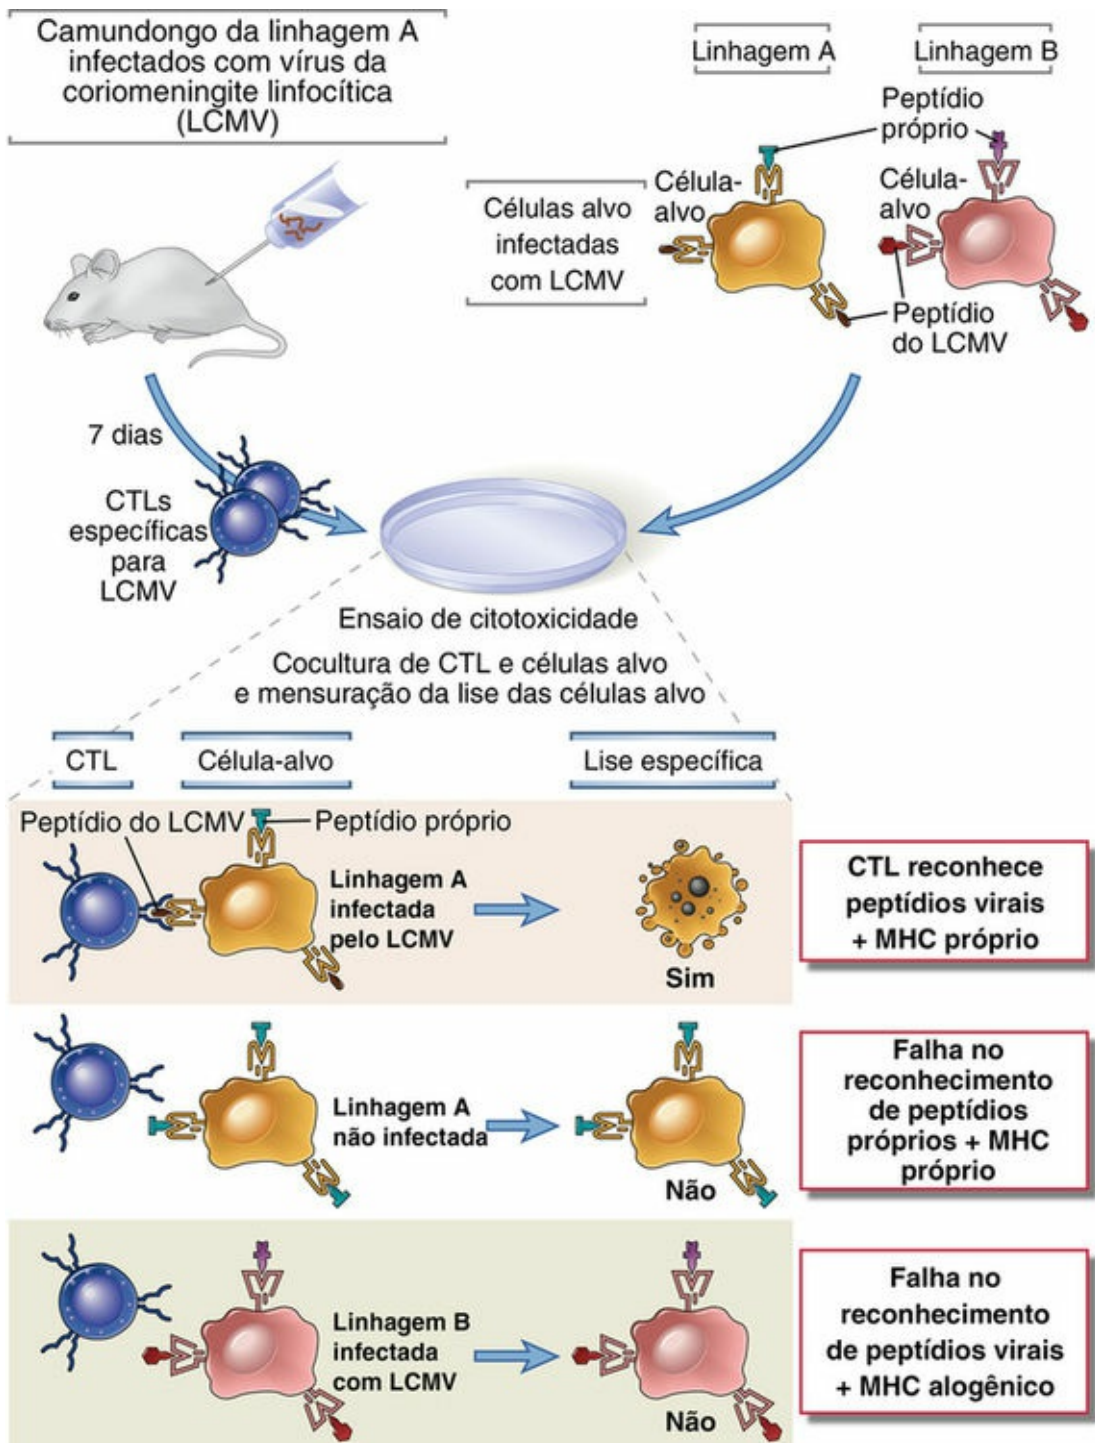 Camundongo da linhagem A
infectados com vírus da
coriomeningite linfocítica
(LCMV)
Linhagem A
Linhagem B
Peptídio
próprio
Célula-
alvo
Célula-
alvo
Células alvo
infectadas
com LCMV
Peptídio
do LCMV
7 dias
CTLs
específicas
para
LCMV
Ensaio de citotoxicidade
Cocultura de CTL e células alvo
e mensuração da lise das células alvo
CTL
Célula-alvo
Lise específica
Peptídio do LCMV
Peptídio próprio
Linhagem A
infectada
pelo LCMV
Sim
CTL reconhece
peptídios virais
+ MHC próprio
Linhagem A
não infectada
Não
Falha no
reconhecimento
de peptídios
próprios + MHC
próprio
Linhagem B
infectada
com LCMV
Não
Falha no
reconhecimento
de peptídios virais
+ MHC alogênico